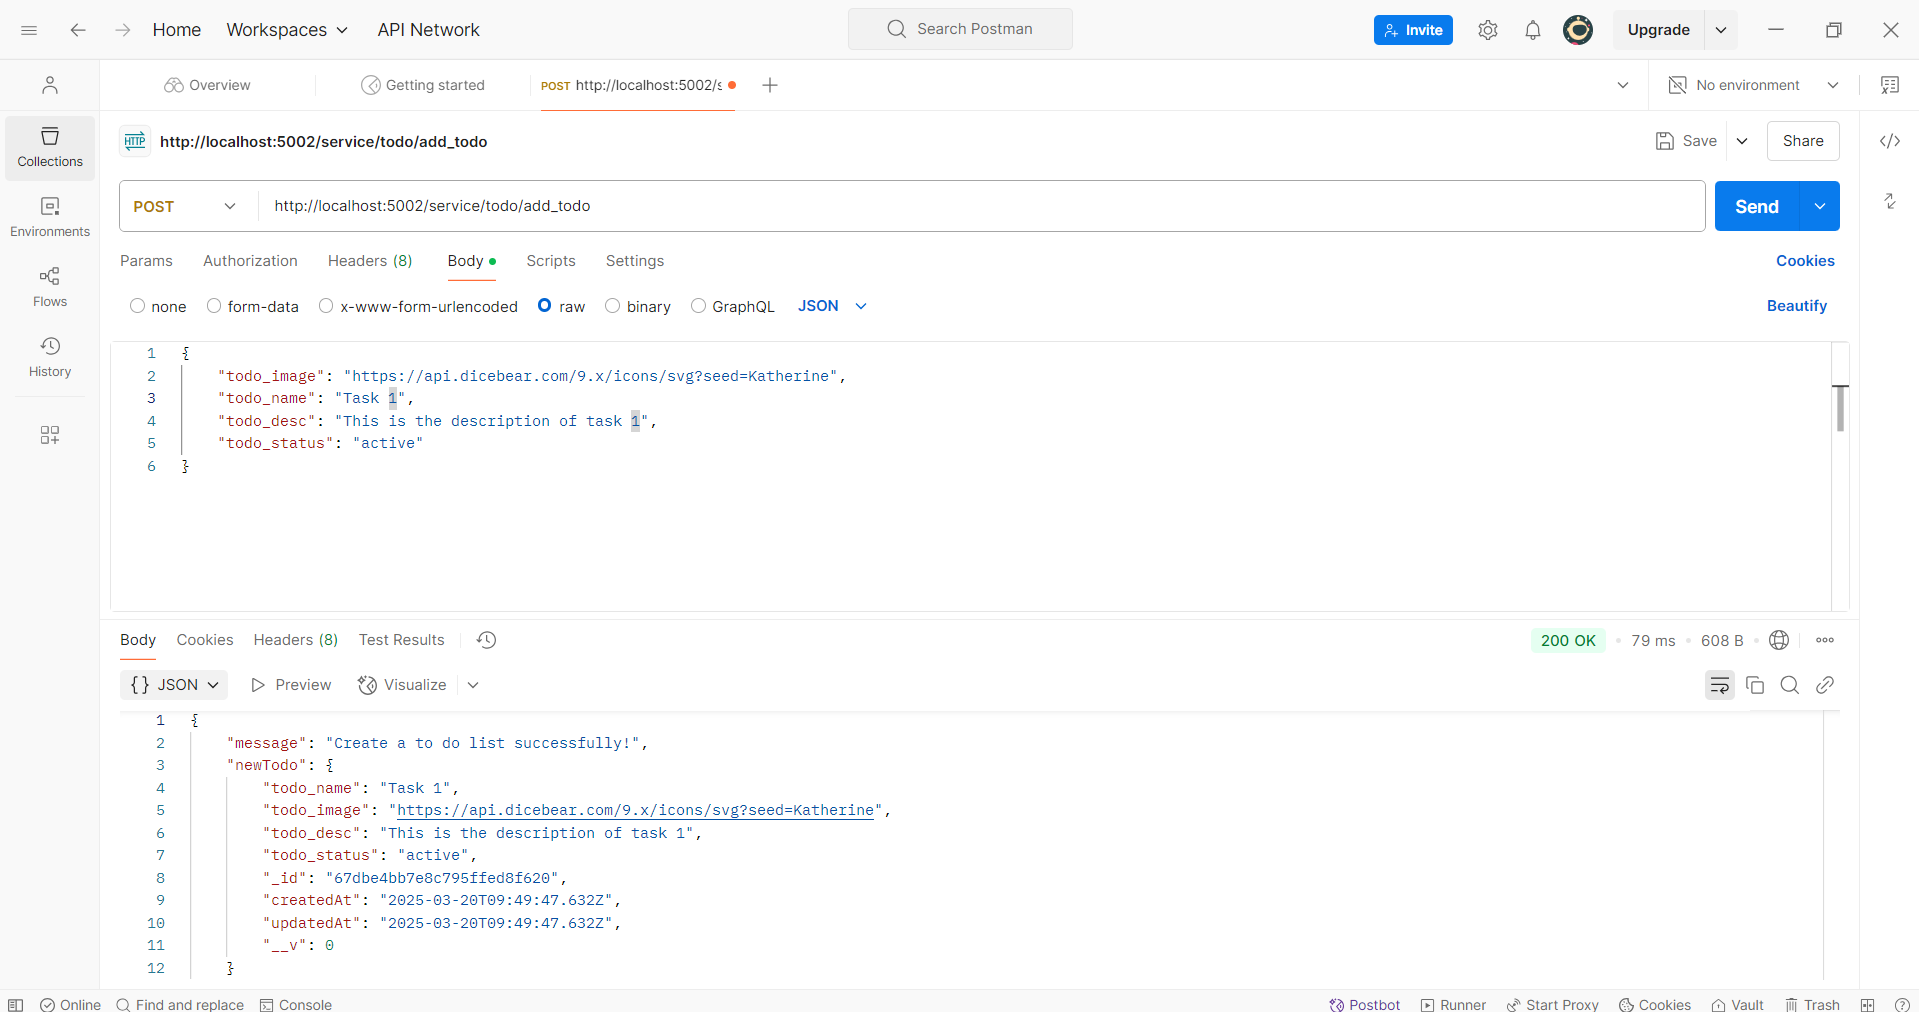 Home Workspaces API Network Search Postman Invite Upgrade
Overview Getting started POST http://localhost:5002/s No environment
HTTP http://localhost:5002/service/todo/add_todo Save Share
Collections
Environments
Flows
History
POST http://localhost:5002/service/todo/add_todo Send
Params Authorization Headers (8) Body Scripts Settings Cookies
none form-data x-www-form-urlencoded raw binary GraphQL JSON Beautify
1 {
2 "todo_image": "https://api.dicebear.com/9.x/icons/svg?seed=Katherine",
3 "todo_name": "Task 1",
4 "todo_desc": "This is the description of task 1",
5 "todo_status": "active"
6 }
Body Cookies Headers (8) Test Results 200 OK 79 ms 608 B
{} JSON Preview Visualize
1 {
2 "message": "Create a to do list successfully!",
3 "newTodo": {
4 "todo_name": "Task 1",
5 "todo_image": "https://api.dicebear.com/9.x/icons/svg?seed=Katherine",
6 "todo_desc": "This is the description of task 1",
7 "todo_status": "active",
8 "_id": "67dbe4bb7e8c795ffed8f620",
9 "createdAt": "2025-03-20T09:49:47.632Z",
10 "updatedAt": "2025-03-20T09:49:47.632Z",
11 "__v": 0
12 }
Online Find and replace Console Postbot Runner Start Proxy Cookies Vault Trash